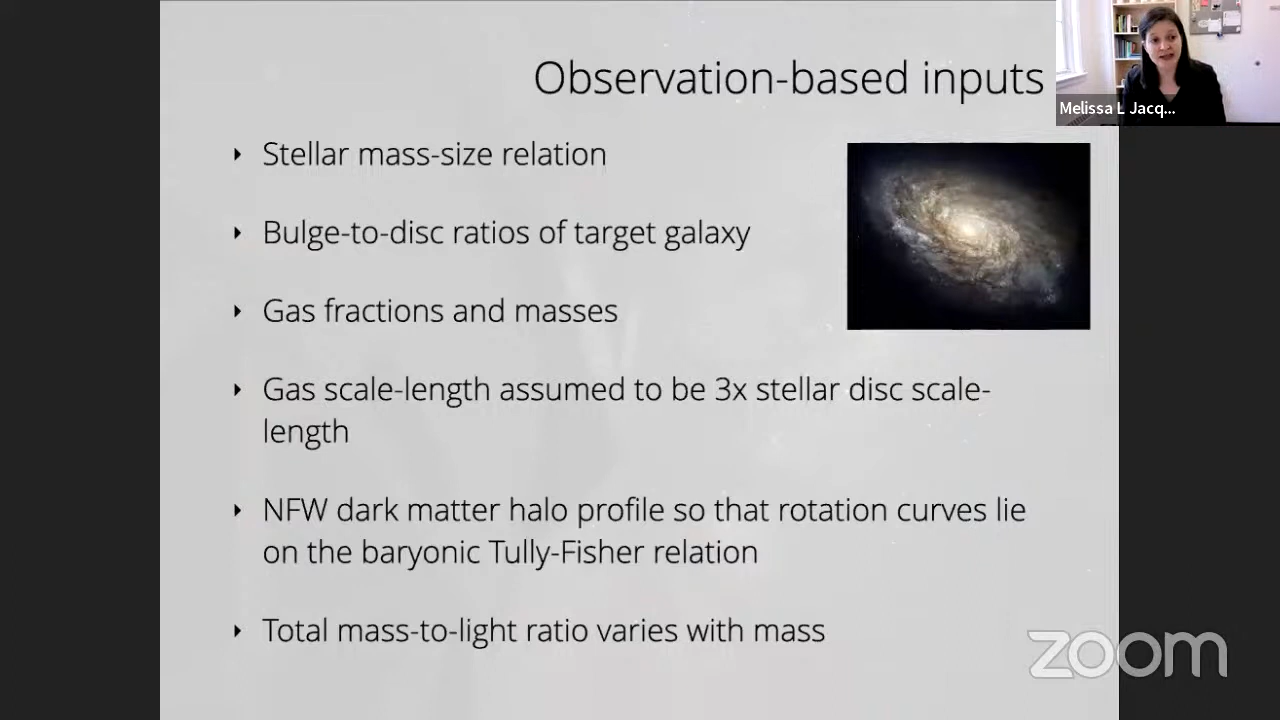 Observation-based inputs
Melissa L Jacq...
Stellar mass-size relation
Bulge-to-disc ratios of target galaxy
Gas fractions and masses
Gas scale-length assumed to be 3x stellar disc scale-
length
NFW dark matter halo profile so that rotation curves lie
on the baryonic Tully-Fisher relation
Total mass-to-light ratio varies with mass
zoom